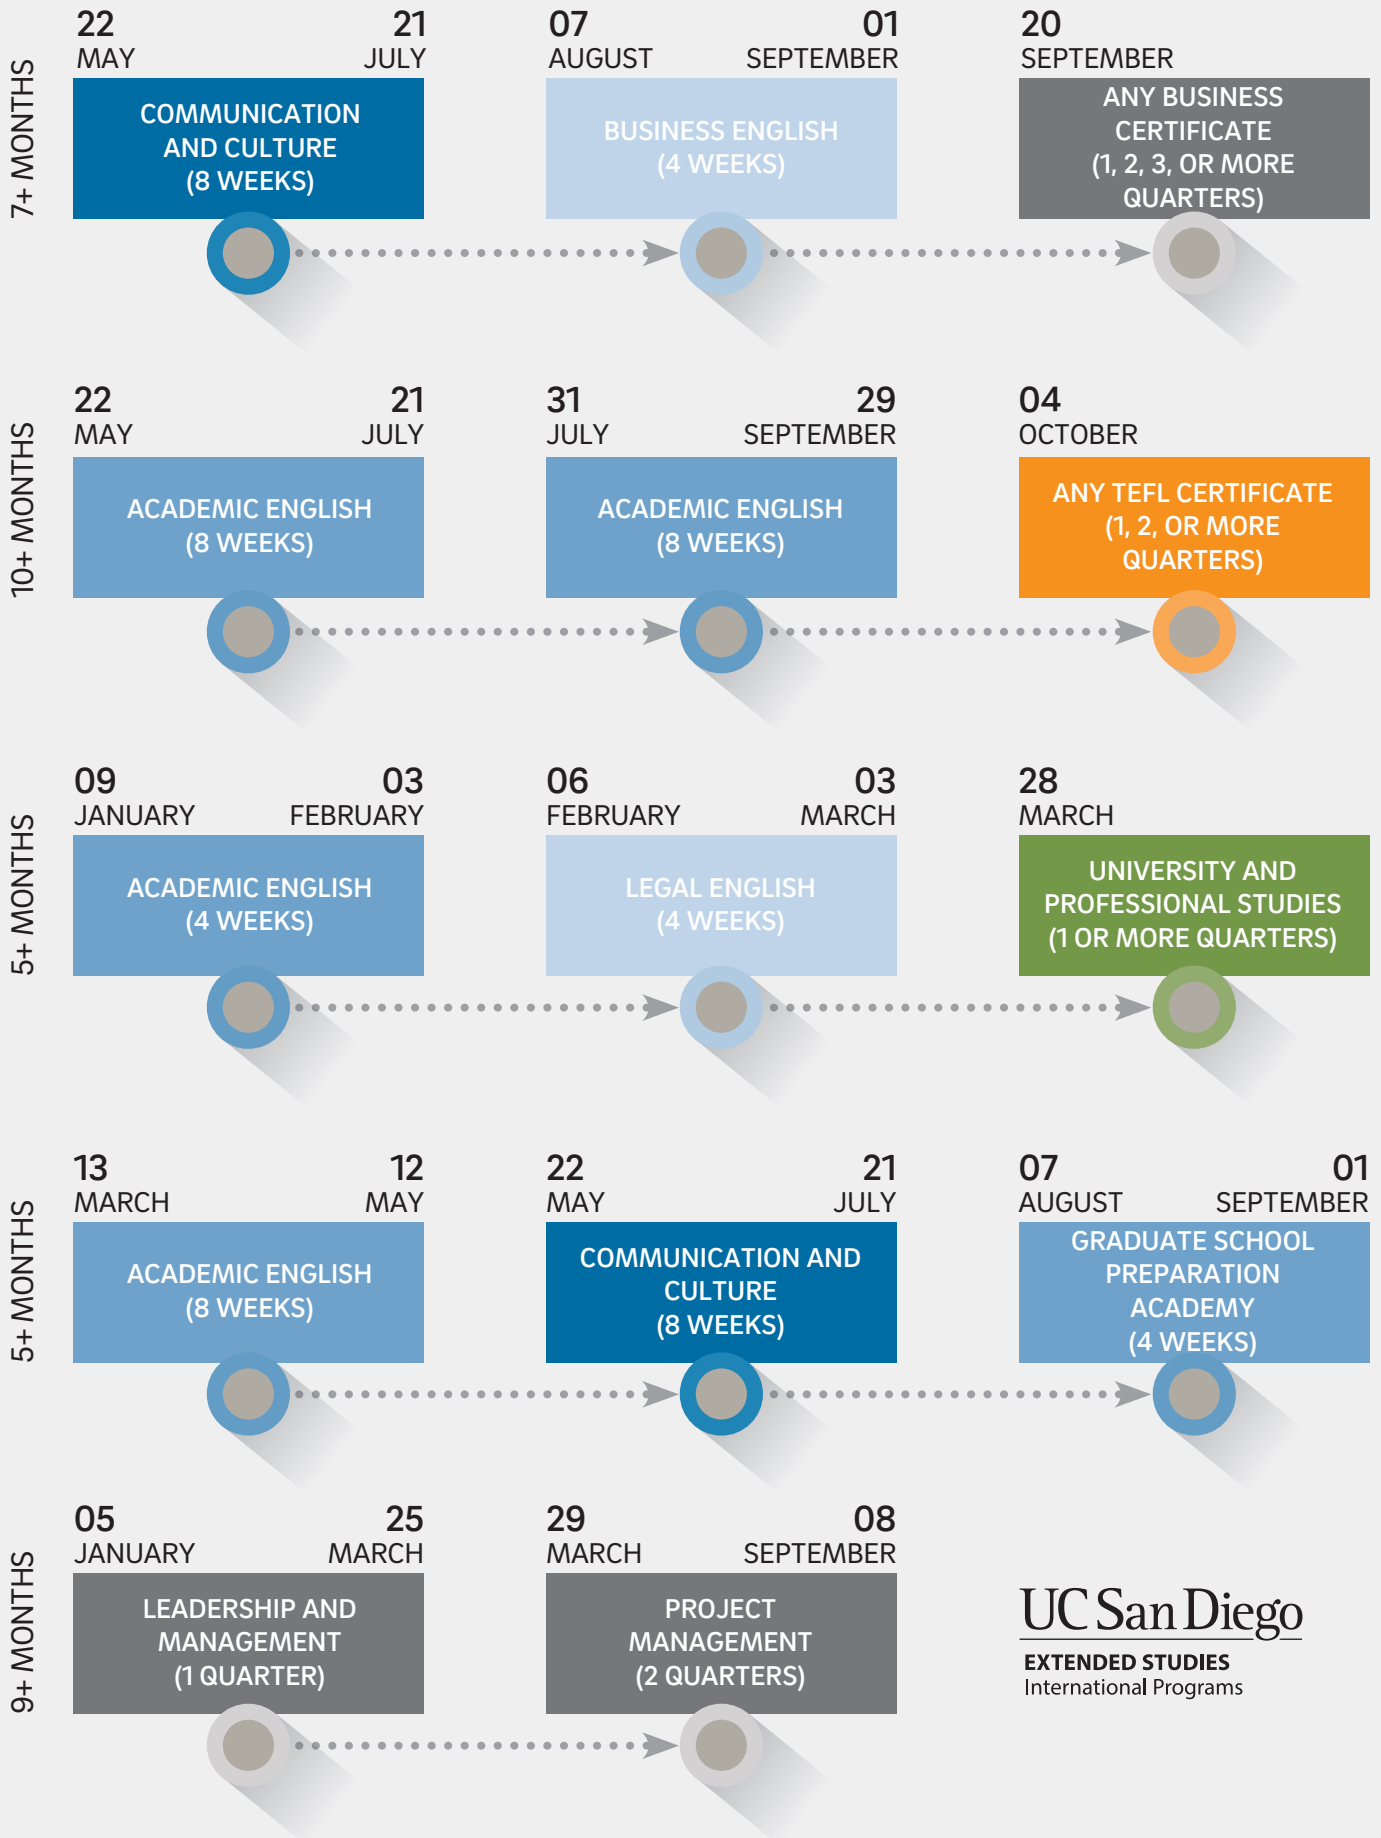 7+ MONTHS
22 21
MAY JULY
COMMUNICATION
AND CULTURE
(8 WEEKS)
07 01
AUGUST SEPTEMBER
BUSINESS ENGLISH
(4 WEEKS)
20
SEPTEMBER
ANY BUSINESS
CERTIFICATE
(1, 2, 3, OR MORE
QUARTERS)
10+ MONTHS
22 21
MAY JULY
ACADEMIC ENGLISH
(8 WEEKS)
31 29
JULY SEPTEMBER
ACADEMIC ENGLISH
(8 WEEKS)
04
OCTOBER
ANY TEFL CERTIFICATE
(1, 2, OR MORE
QUARTERS)
5+ MONTHS
09 03
JANUARY FEBRUARY
ACADEMIC ENGLISH
(4 WEEKS)
06 03
FEBRUARY MARCH
LEGAL ENGLISH
(4 WEEKS)
28
MARCH
UNIVERSITY AND
PROFESSIONAL STUDIES
(1 OR MORE QUARTERS)
5+ MONTHS
13 12
MARCH MAY
ACADEMIC ENGLISH
(8 WEEKS)
22 21
MAY JULY
COMMUNICATION AND
CULTURE
(8 WEEKS)
07 01
AUGUST SEPTEMBER
GRADUATE SCHOOL
PREPARATION
ACADEMY
(4 WEEKS)
9+ MONTHS
05 25
JANUARY MARCH
LEADERSHIP AND
MANAGEMENT
(1 QUARTER)
29 08
MARCH SEPTEMBER
PROJECT
MANAGEMENT
(2 QUARTERS)
UC San Diego
EXTENDED STUDIES
International Programs